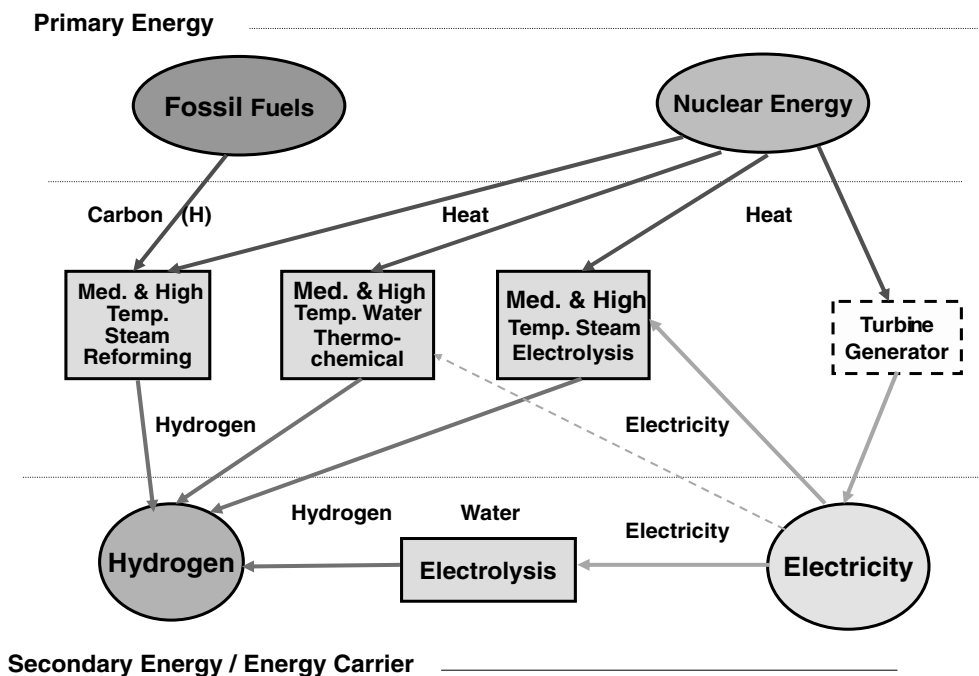 Primary Energy
Fossil Fuels
Nuclear Energy
Carbon (H)
Heat
Heat
Med. & High
Temp.
Steam
Reforming
Med. & High
Temp. Water
Thermo-
chemical
Med. & High
Temp. Steam
Electrolysis
Turbine
Generator
Hydrogen
Electricity
Hydrogen
Water
Electricity
Hydrogen
Electrolysis
Electricity
Secondary Energy / Energy Carrier